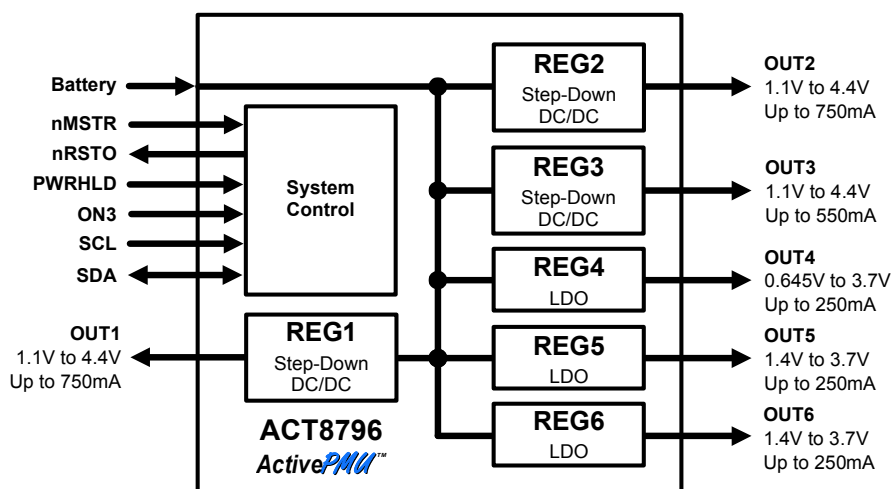 Battery
nMSTR
nRSTO
PWRHLD
ON3
SCL
SDA
System
Control
OUT1
1.1V to 4.4V
Up to 750mA
REG1
Step-Down
DC/DC
ACT8796
ActivePMU™
REG2
Step-Down
DC/DC
OUT2
1.1V to 4.4V
Up to 750mA
REG3
Step-Down
DC/DC
OUT3
1.1V to 4.4V
Up to 550mA
REG4
LDO
OUT4
0.645V to 3.7V
Up to 250mA
REG5
LDO
OUT5
1.4V to 3.7V
Up to 250mA
REG6
LDO
OUT6
1.4V to 3.7V
Up to 250mA